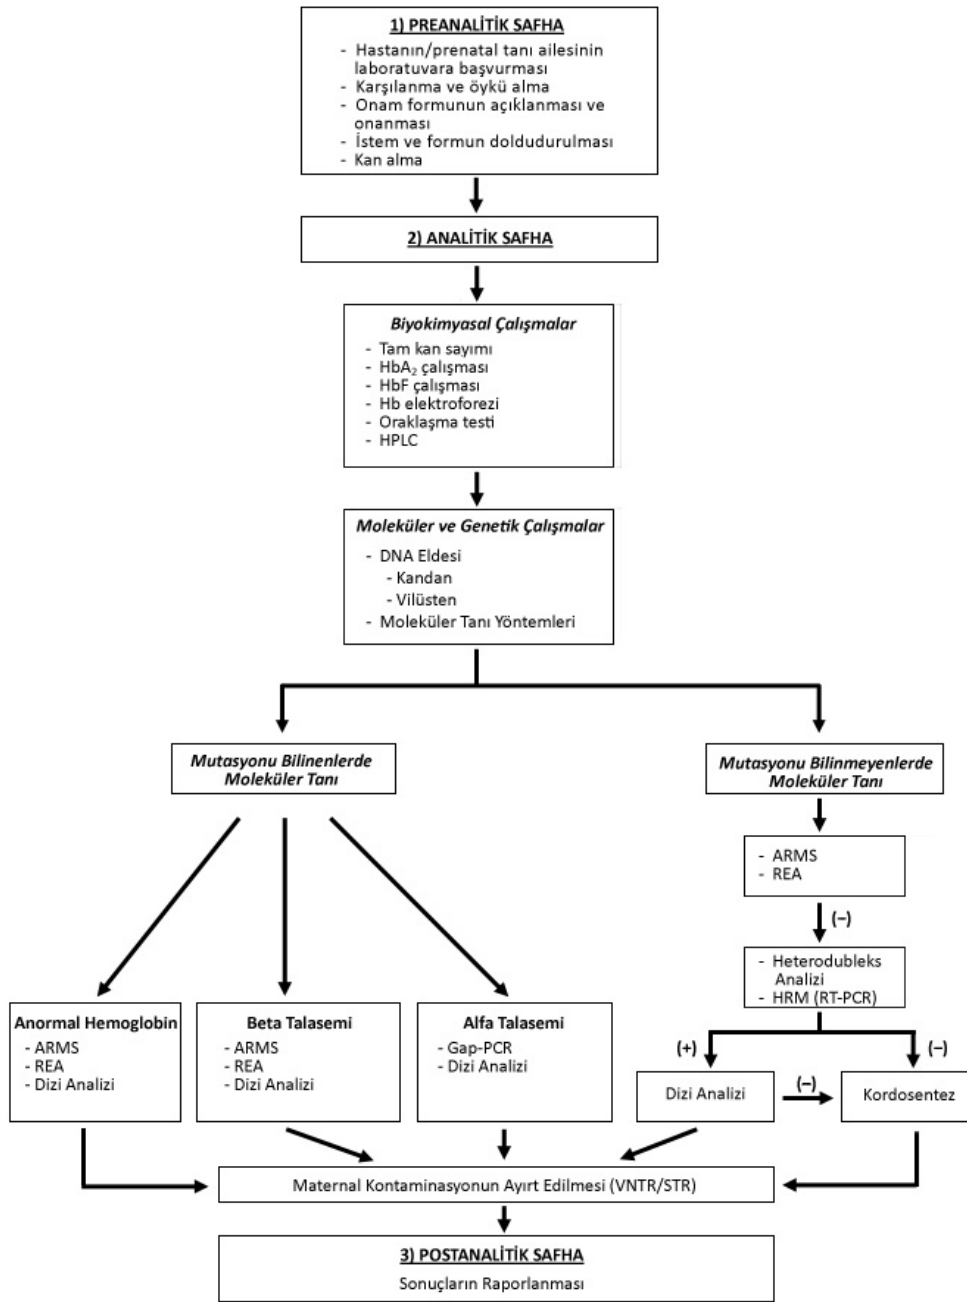 1) PREANALİTİK SAFHA
- Hastanın/prenatal tanı ailesinin
laboratuvara başvurması
- Karşılanma ve öykü alma
- Onam formunun açıklanması ve
onanması
- İstem ve formun doldudurulması
- Kan alma
2) ANALİTİK SAFHA
Biyokimyasal Çalışmalar
- Tam kan sayımı
- HbA₂ çalışması
- HbF çalışması
- Hb elektroforezi
- Oraklaşma testi
- HPLC
Moleküler ve Genetik Çalışmalar
- DNA Eldesi
- Kandan
- Vilüsten
- Moleküler Tanı Yöntemleri
Mutasyonu Bilinenlerde
Moleküler Tanı
Mutasyonu Bilinmeyenlerde
Moleküler Tanı
- ARMS
- REA
(–)
- Heterodubleks
Analizi
- HRM (RT-PCR)
Anormal Hemoglobin
- ARMS
- REA
- Dizi Analizi
Beta Talasemi
- ARMS
- REA
- Dizi Analizi
Alfa Talasemi
- Gap-PCR
- Dizi Analizi
(+)
(–)
Dizi Analizi
(–)
Kordosentez
Maternal Kontaminasyonun Ayırt Edilmesi (VNTR/STR)
3) POSTANALİTİK SAFHA
Sonuçların Raporlanması